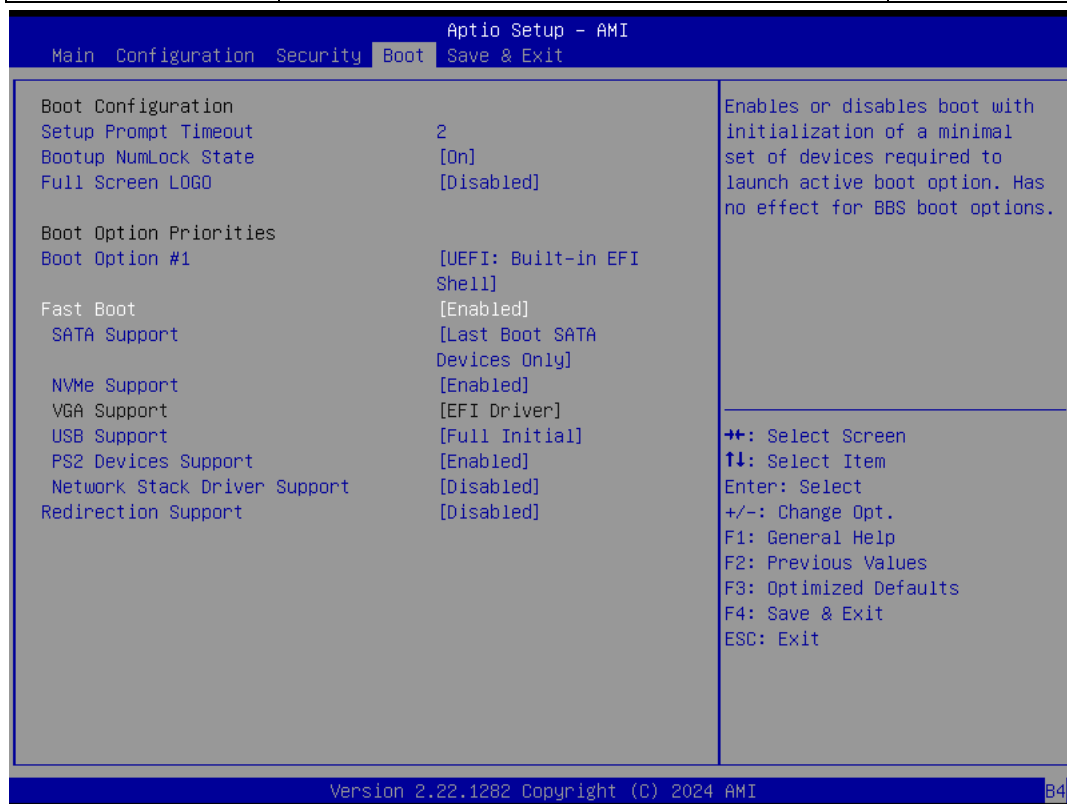 Aptio Setup – AMI
Main Configuration Security Boot Save & Exit
Boot Configuration
Setup Prompt Timeout 2
Bootup NumLock State [On]
Full Screen LOGO [Disabled]
Boot Option Priorities
Boot Option #1 [UEFI: Built-in EFI
Shell]
Fast Boot [Enabled]
SATA Support [Last Boot SATA
Devices Only]
NVMe Support [Enabled]
VGA Support [EFI Driver]
USB Support [Full Initial]
PS2 Devices Support [Enabled]
Network Stack Driver Support [Disabled]
Redirection Support [Disabled]
Enables or disables boot with
initialization of a minimal
set of devices required to
launch active boot option. Has
no effect for BBS boot options.
→←: Select Screen
↑↓: Select Item
Enter: Select
+/-: Change Opt.
F1: General Help
F2: Previous Values
F3: Optimized Defaults
F4: Save & Exit
ESC: Exit
Version 2.22.1282 Copyright (C) 2024 AMI
B4